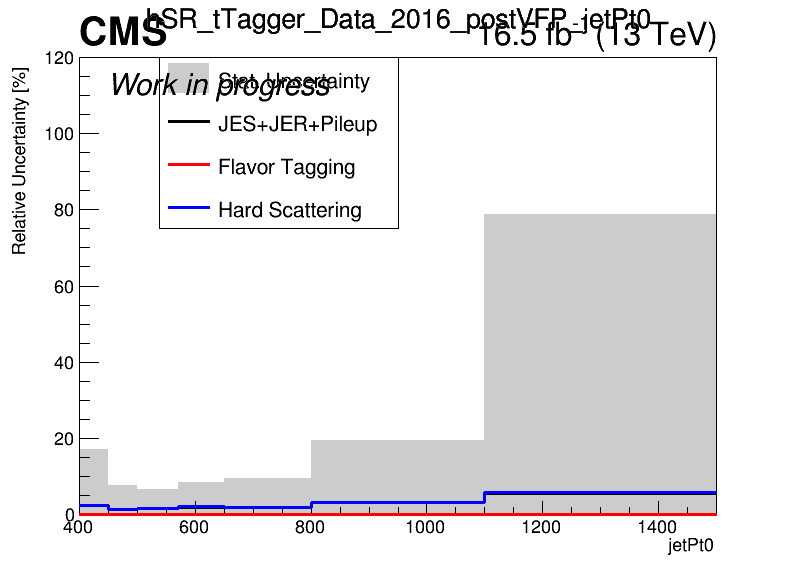 hSR_tTagger_Data_2016_postVFP_jetPt0
CMS
16.5 fb-1 (13 TeV)
Work in progress
Stat. Uncertainty
JES+JER+Pileup
Flavor Tagging
Hard Scattering
Relative Uncertainty [%]
120
100
80
60
40
20
0
400 600 800 1000 1200 1400
jetPt0